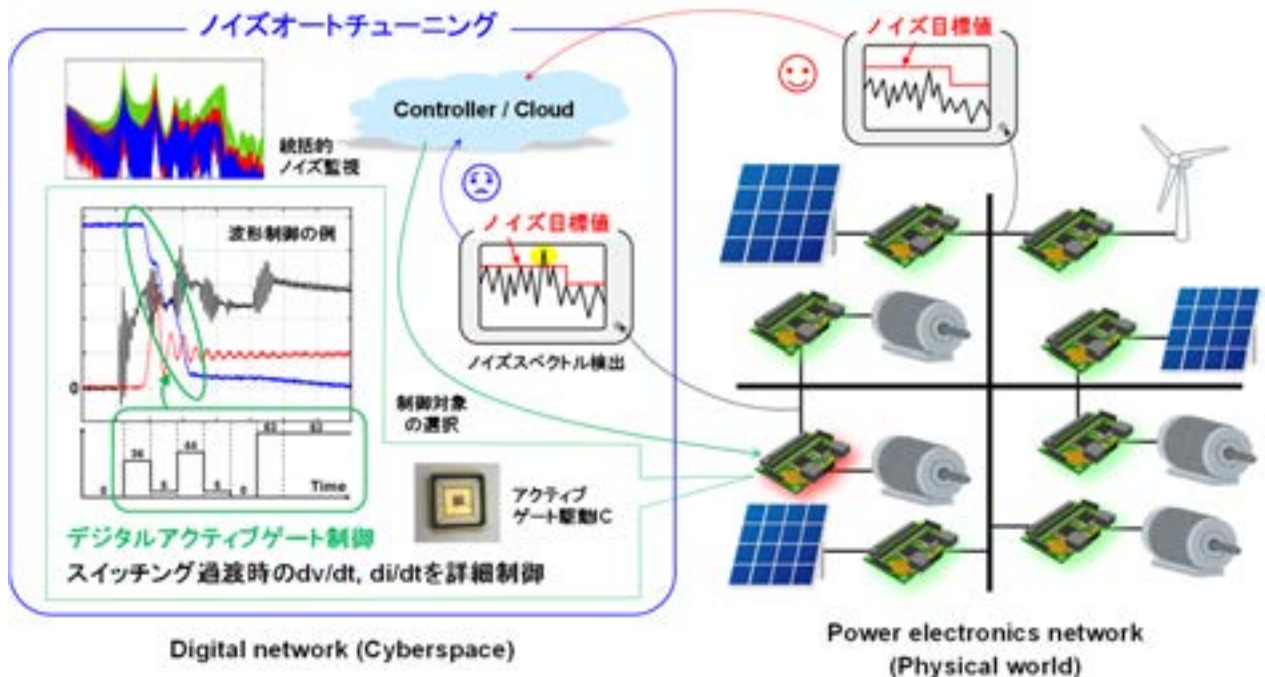 ノイズオートチューニング
Controller / Cloud
統括的
ノイズ監視
波形制御の例
0
0
36
5
44
5
0
63
63
Time
デジタルアクティブゲート制御
スイッチング過渡時のdv/dt, di/dtを詳細制御
ノイズ目標値
ノイズスペクトル検出
制御対象
の選択
アクティブ
ゲート駆動IC
ノイズ目標値
Digital network (Cyberspace)
Power electronics network
(Physical world)